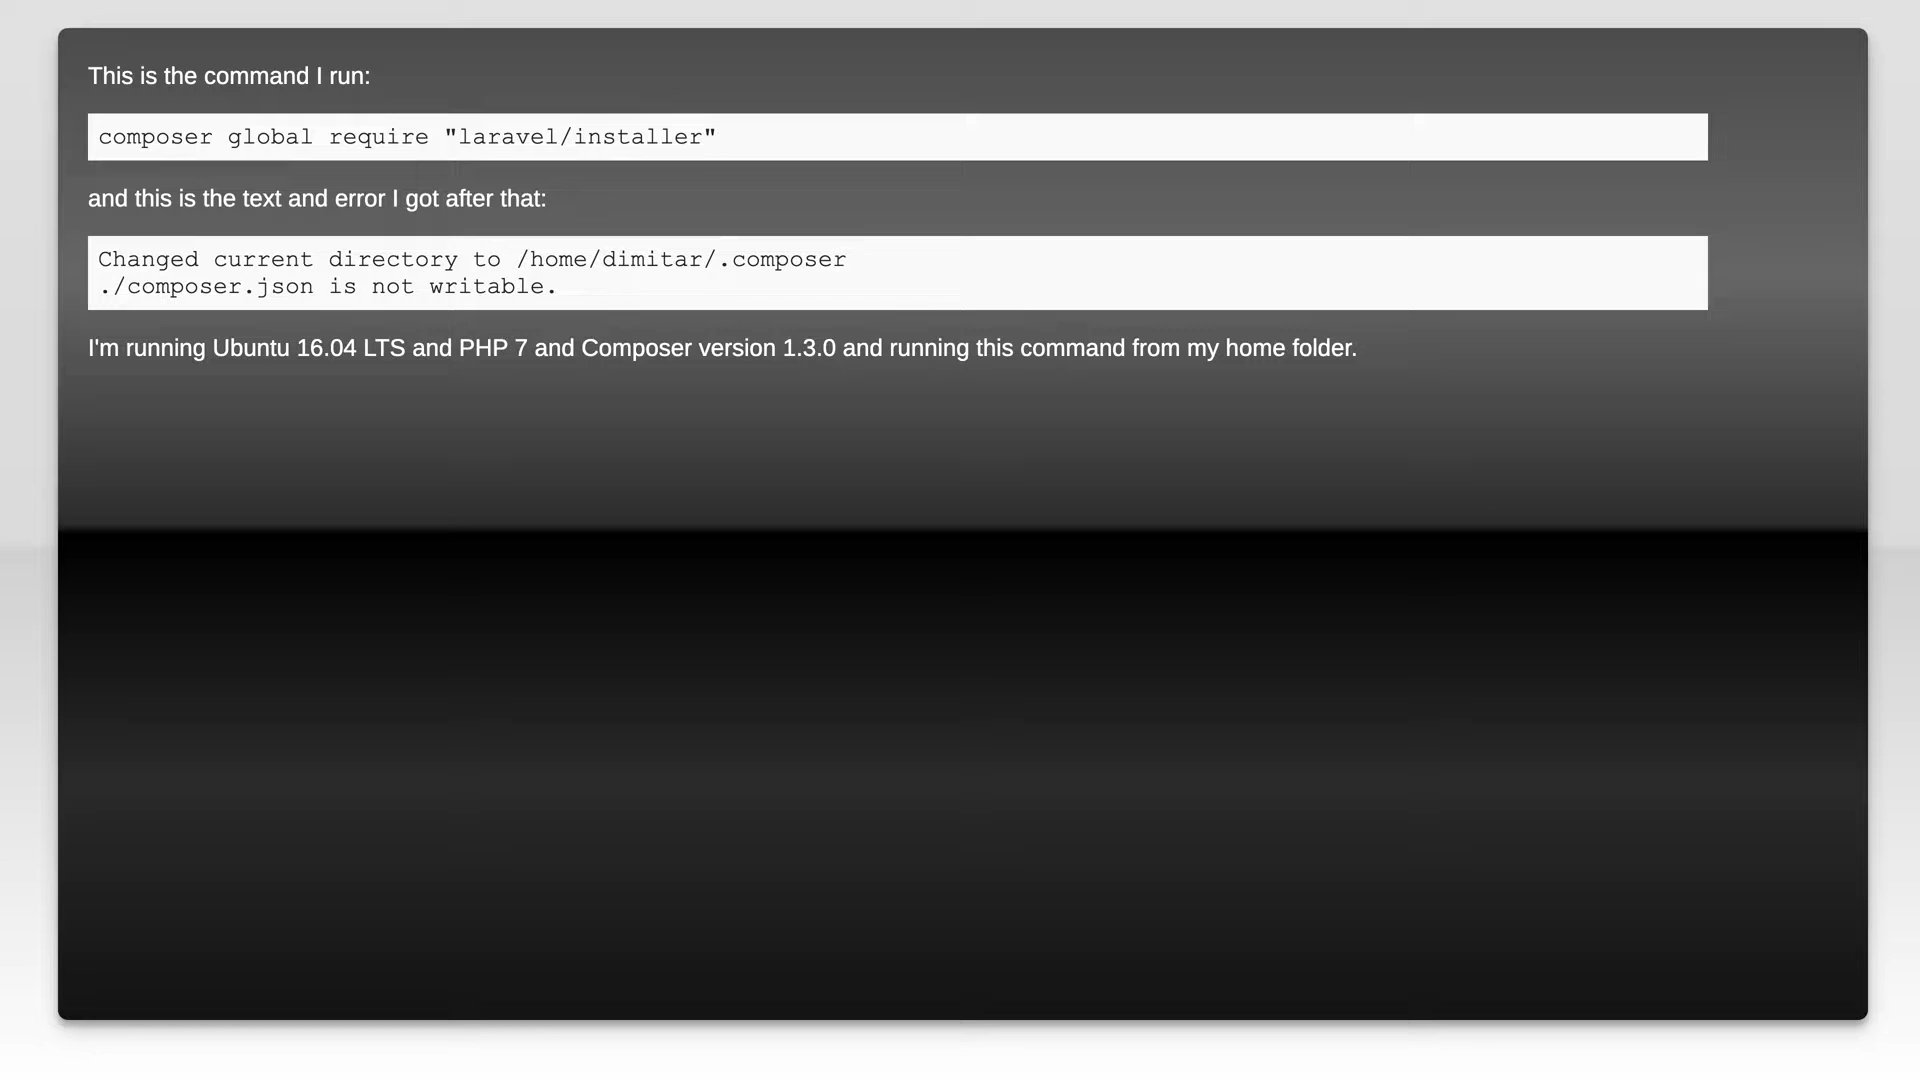 This is the command I run:
composer global require "laravel/installer"
and this is the text and error I got after that:
Changed current directory to /home/dimitar/.composer
./composer.json is not writable.
I'm running Ubuntu 16.04 LTS and PHP 7 and Composer version 1.3.0 and running this command from my home folder.